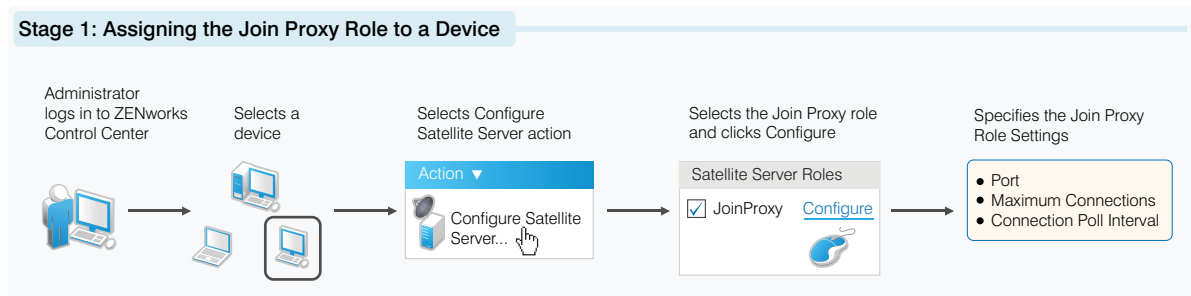 Stage 1: Assigning the Join Proxy Role to a Device
Administrator
logs in to ZENworks
Control Center
Selects a
device
Selects Configure
Satellite Server action
Action ▼
Configure Satellite
Server...
Selects the Join Proxy role
and clicks Configure
Satellite Server Roles
JoinProxy Configure
Specifies the Join Proxy
Role Settings
● Port
● Maximum Connections
● Connection Poll Interval